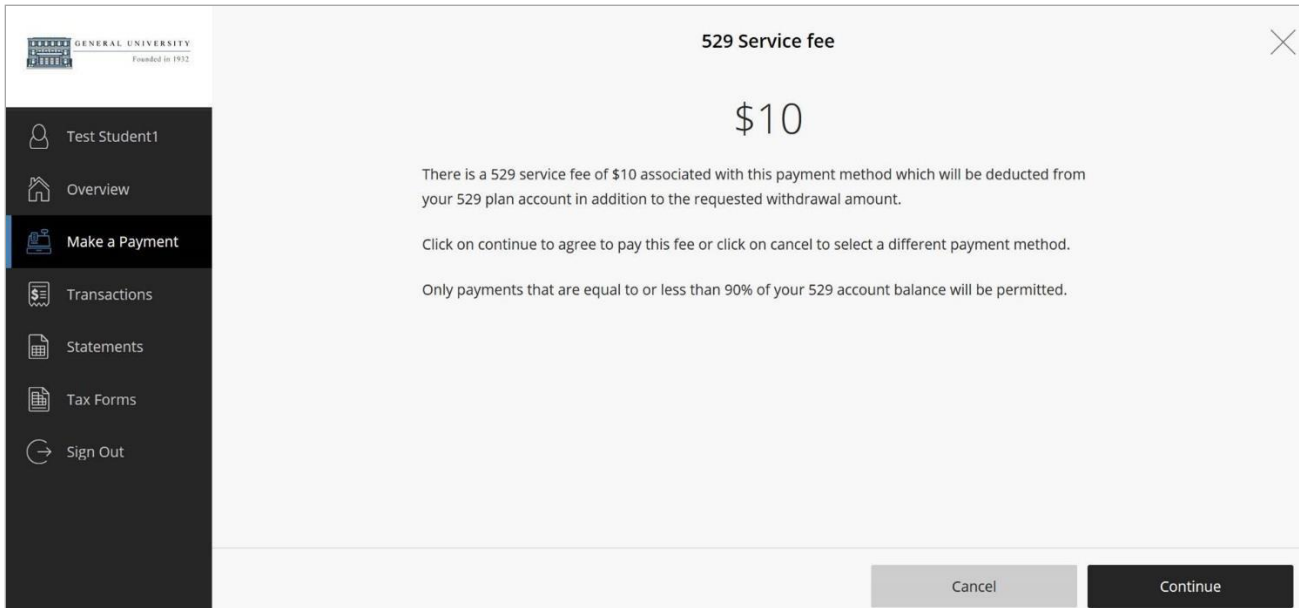 GENERAL UNIVERSITY
Founded in 1932
Test Student1
Overview
Make a Payment
Transactions
Statements
Tax Forms
Sign Out
529 Service fee
$10
There is a 529 service fee of $10 associated with this payment method which will be deducted from
your 529 plan account in addition to the requested withdrawal amount.
Click on continue to agree to pay this fee or click on cancel to select a different payment method.
Only payments that are equal to or less than 90% of your 529 account balance will be permitted.
Cancel
Continue